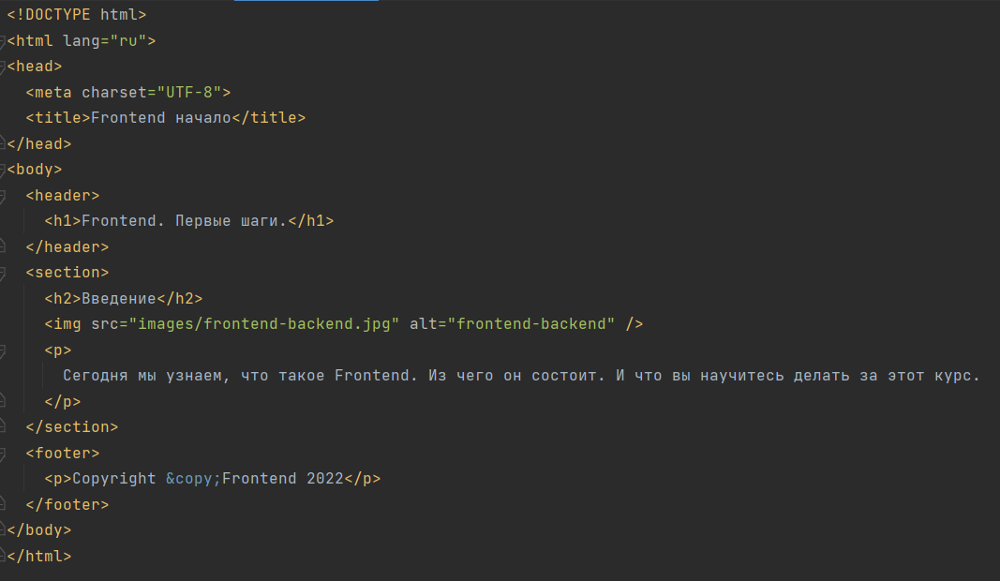 <!DOCTYPE html>
<html lang="ru">
<head>
  <meta charset="UTF-8">
  <title>Frontend начало</title>
</head>
<body>
  <header>
    <h1>Frontend. Первые шаги.</h1>
  </header>
  <section>
    <h2>Введение</h2>
    <img src="images/frontend-backend.jpg" alt="frontend-backend" />
    <p>
      Сегодня мы узнаем, что такое Frontend. Из чего он состоит. И что вы научитесь делать за этот курс.
    </p>
  </section>
  <footer>
    <p>Copyright &copy;Frontend 2022</p>
  </footer>
</body>
</html>